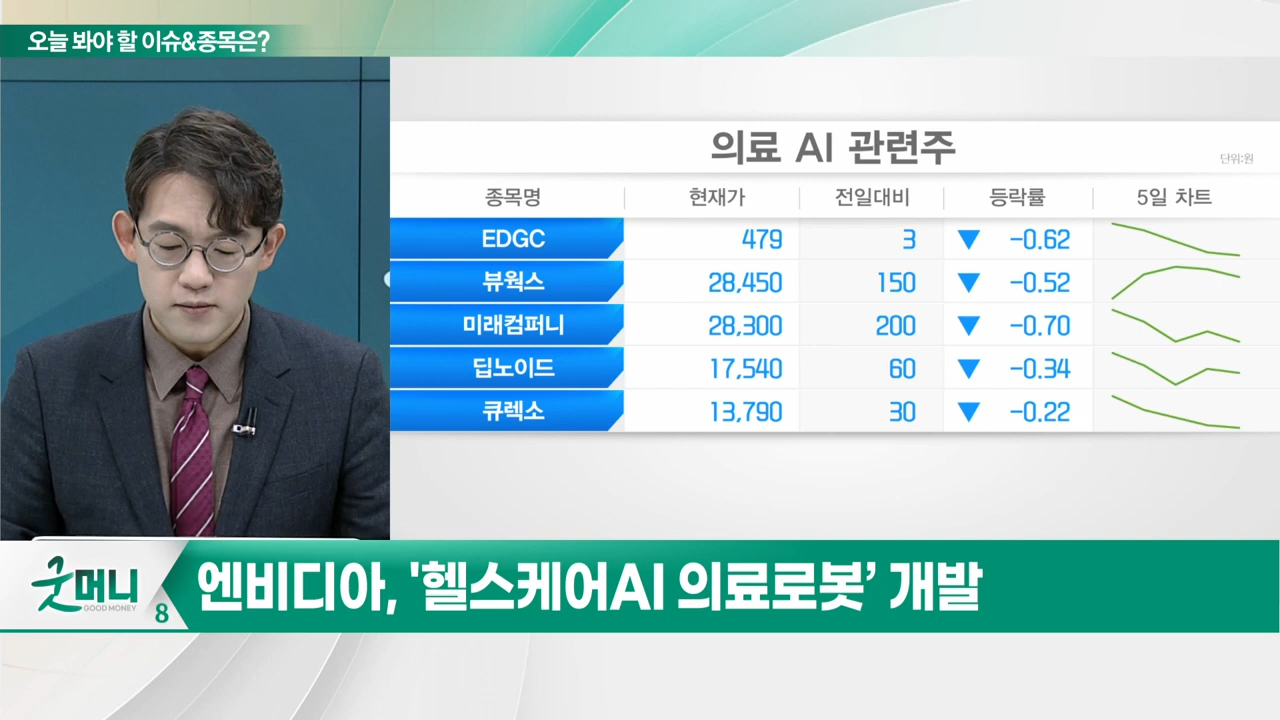 오늘 봐야 할 이슈&종목은?
의료 AI 관련주
단위:원
종목명 현재가 전일대비 등락률 5일 차트
EDGC 479 3 ▼ -0.62
뷰웍스 28,450 150 ▼ -0.52
미래컴퍼니 28,300 200 ▼ -0.70
딥노이드 17,540 60 ▼ -0.34
큐렉소 13,790 30 ▼ -0.22
굿머니
GOOD MONEY
8
엔비디아, '헬스케어AI 의료로봇’ 개발